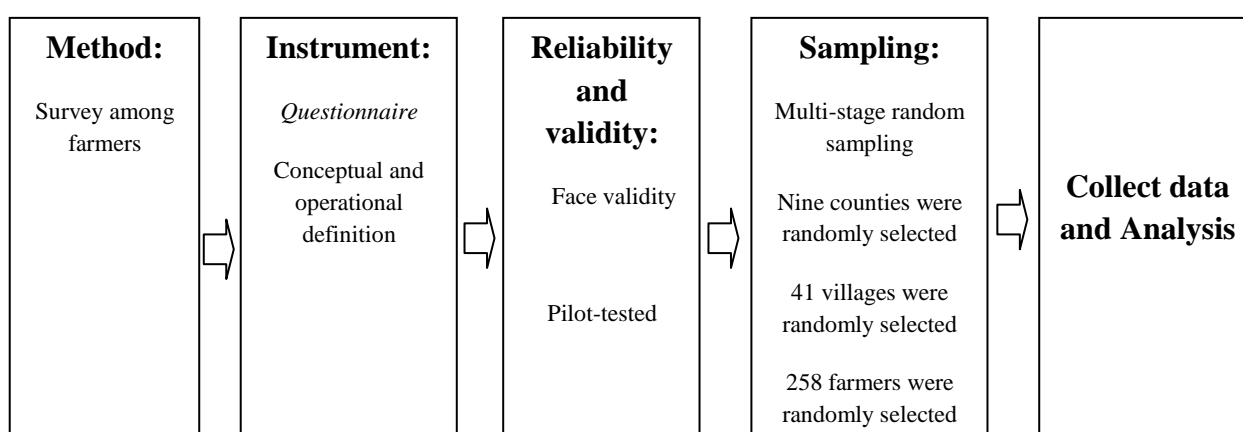 Method:
Survey among
farmers
Instrument:
Questionnaire
Conceptual and
operational
definition
Reliability
and
validity:
Face validity
Pilot-tested
Sampling:
Multi-stage random
sampling
Nine counties were
randomly selected
41 villages were
randomly selected
258 farmers were
randomly selected
Collect data
and Analysis